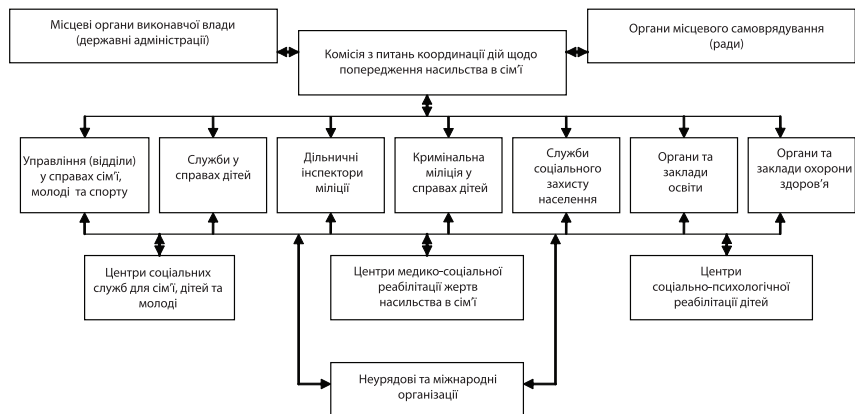 Місцеві органи виконавчої влади
(державні адміністрації)
Комісія з питань координації дій щодо
попередження насильства в сім'ї
Органи місцевого самоврядування
(ради)
Управління (відділи)
у справах сім'ї,
молоді та спорту
Служби у
справах дітей
Дільничні
інспектори
міліції
Кримінальна
міліція у
справах дітей
Служби
соціального
захисту
населення
Органи та
заклади
освіти
Органи та
заклади охорони
здоров'я
Центри соціальних
служб для сім'ї, дітей та
молоді
Центри медико-соціальної
реабілітації жертв
насильства в сім'ї
Центри
соціально-психологічної
реабілітації дітей
Неурядові та міжнародні
організації